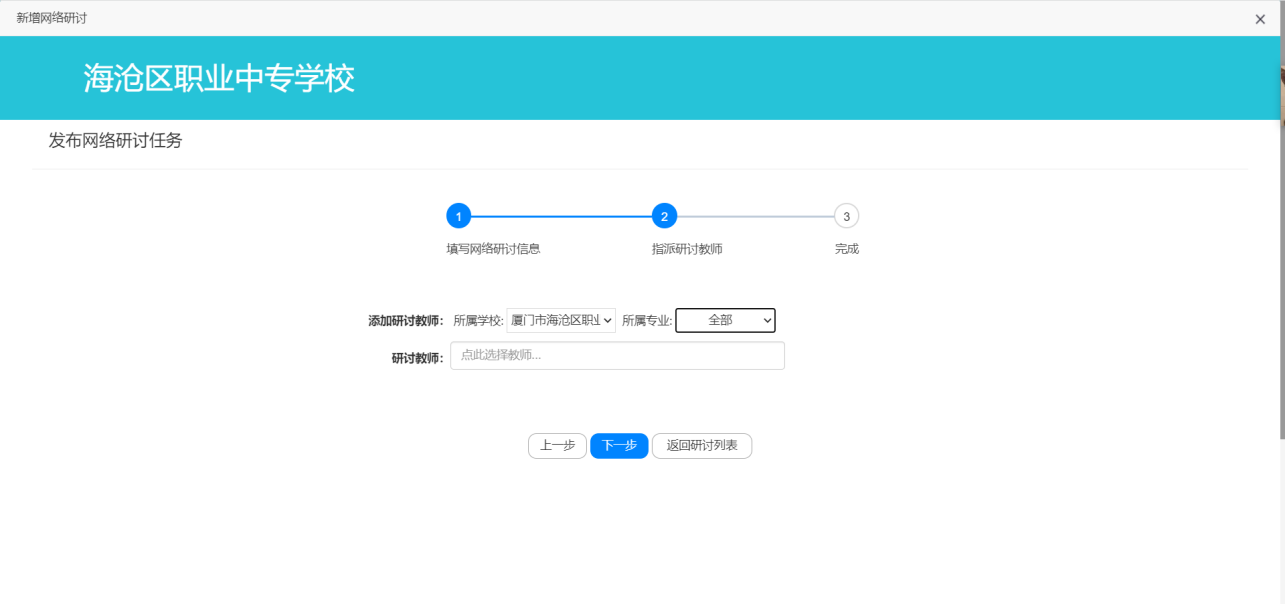 新增网络研讨
海沧区职业中专学校
发布网络研讨任务
1 2 3
填写网络研讨信息 指派研讨教师 完成
添加研讨教师: 所属学校: 厦门市海沧区职 所属专业: 全部
研讨教师: 点此选择教师...
上一步 下一步 返回研讨列表